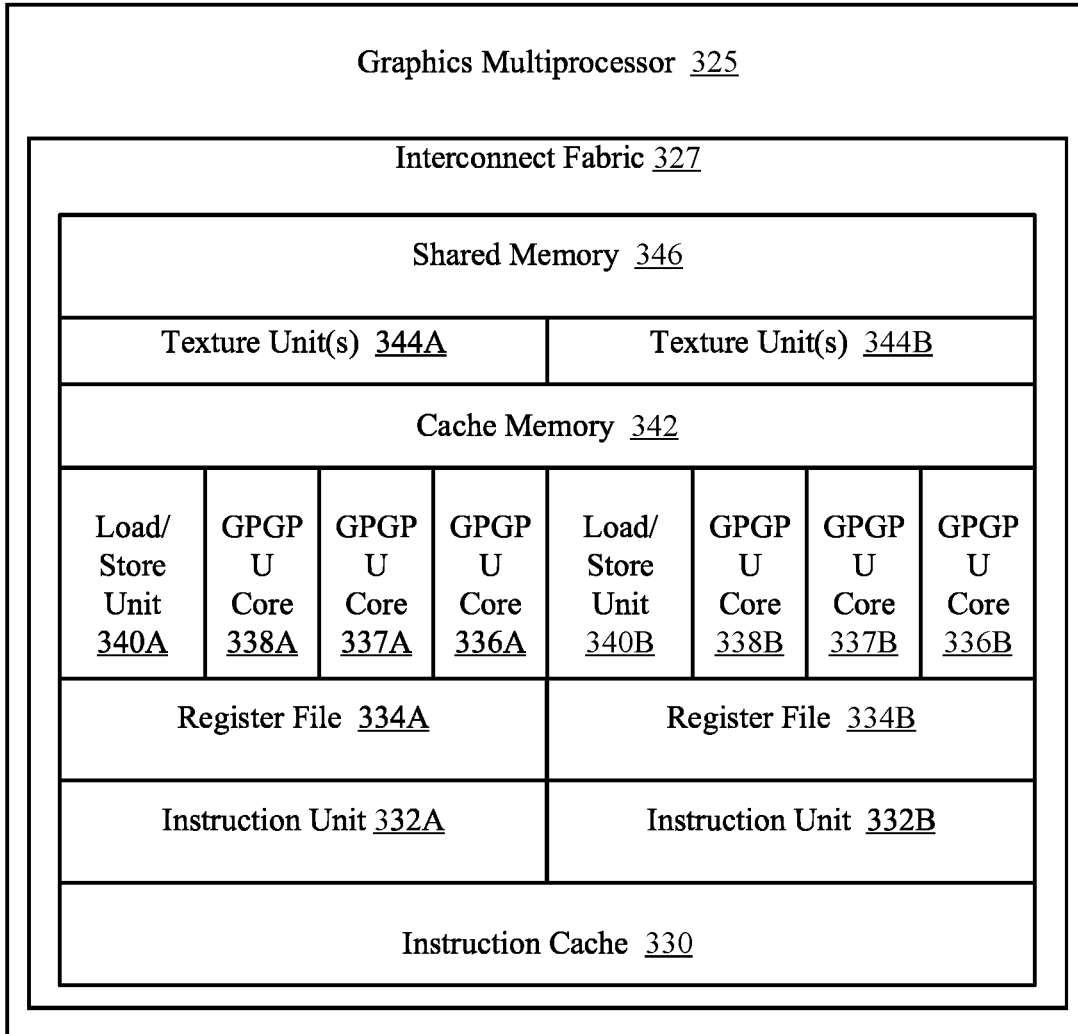 Graphics Multiprocessor 325
Interconnect Fabric 327
Shared Memory 346
Texture Unit(s) 344A
Texture Unit(s) 344B
Cache Memory 342
Load/
Store
Unit
340A
GPGP
U
Core
338A
GPGP
U
Core
337A
GPGP
U
Core
336A
Load/
Store
Unit
340B
GPGP
U
Core
338B
GPGP
U
Core
337B
GPGP
U
Core
336B
Register File 334A
Register File 334B
Instruction Unit 332A
Instruction Unit 332B
Instruction Cache 330